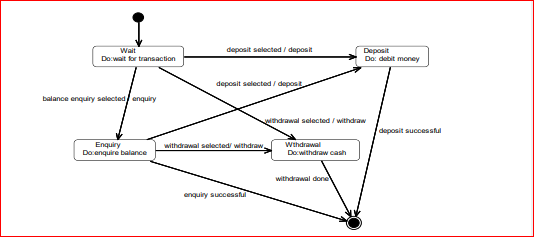 Wait
Do:wait for transaction
deposit selected / deposit
Deposit
Do: debit money
deposit selected / deposit
balance enquiry selected / enquiry
withdrawal selected / withdraw
deposit successful
Enquiry
Do:enquire balance
withdrawal selected/ withdraw
Wthdrawal
Do:withdraw cash
withdrawal done
enquiry successful